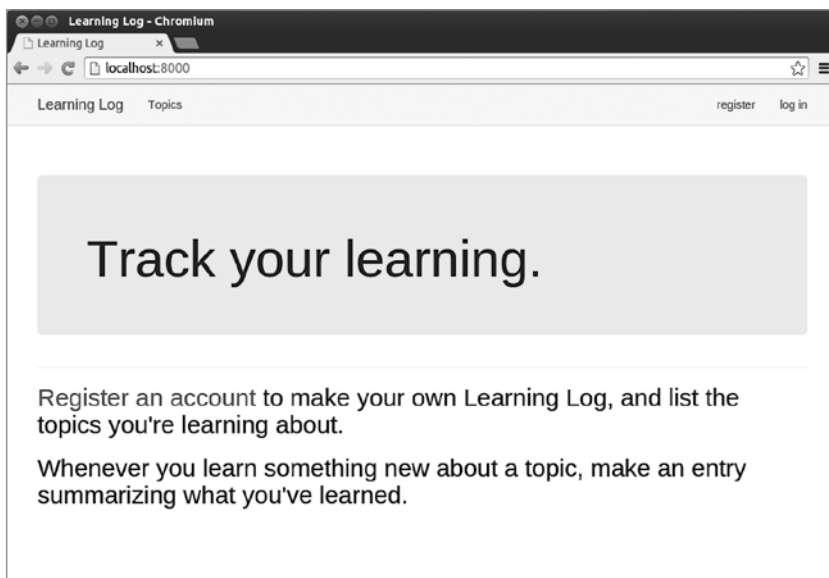 Learning Log - Chromium
Learning Log
localhost:8000
Learning Log Topics register log in
Track your learning.
Register an account to make your own Learning Log, and list the
topics you're learning about.
Whenever you learn something new about a topic, make an entry
summarizing what you've learned.